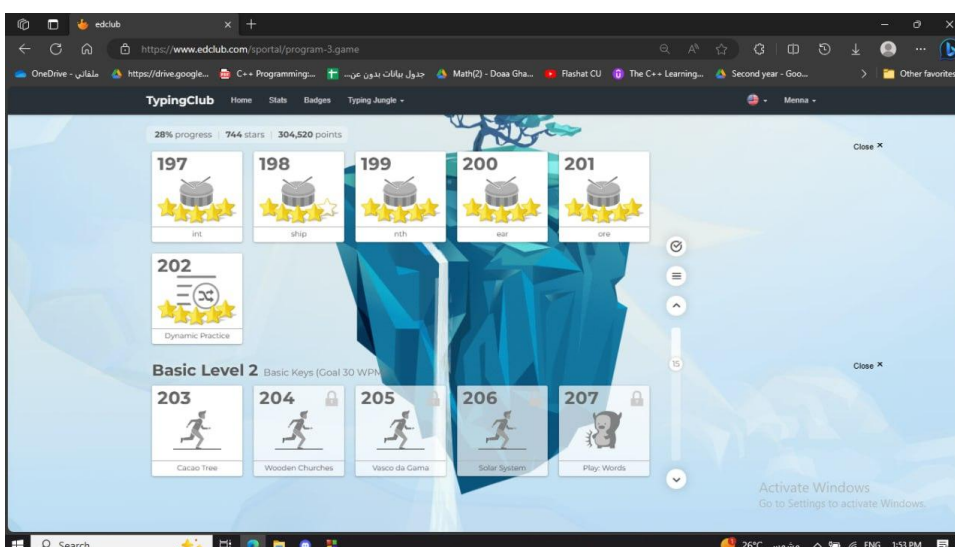 edclub
https://www.edclub.com/sportal/program-3.game
OneDrive - ملفاتي
https://drive.google...
C++ Programming:...
جدول بيانات بدون عن...
Math(2) - Doaa Gha...
Flashat CU
The C++ Learning...
Second year - Goo...
Other favorites
TypingClub Home Stats Badges Typing Jungle Menna
28% progress 744 stars 304,520 points
Close ×
197 198 199 200 201
int ship nth ear ore
202
Dynamic Practice
15
Basic Level 2 Basic Keys (Goal 30 WPM
Close ×
203 204 205 206 207
Cacao Tree Wooden Churches Vasco da Gama Solar System Play: Words
Activate Windows
Go to Settings to activate Windows.
Search 26°C مشمس غالبا ENG 1:53 PM